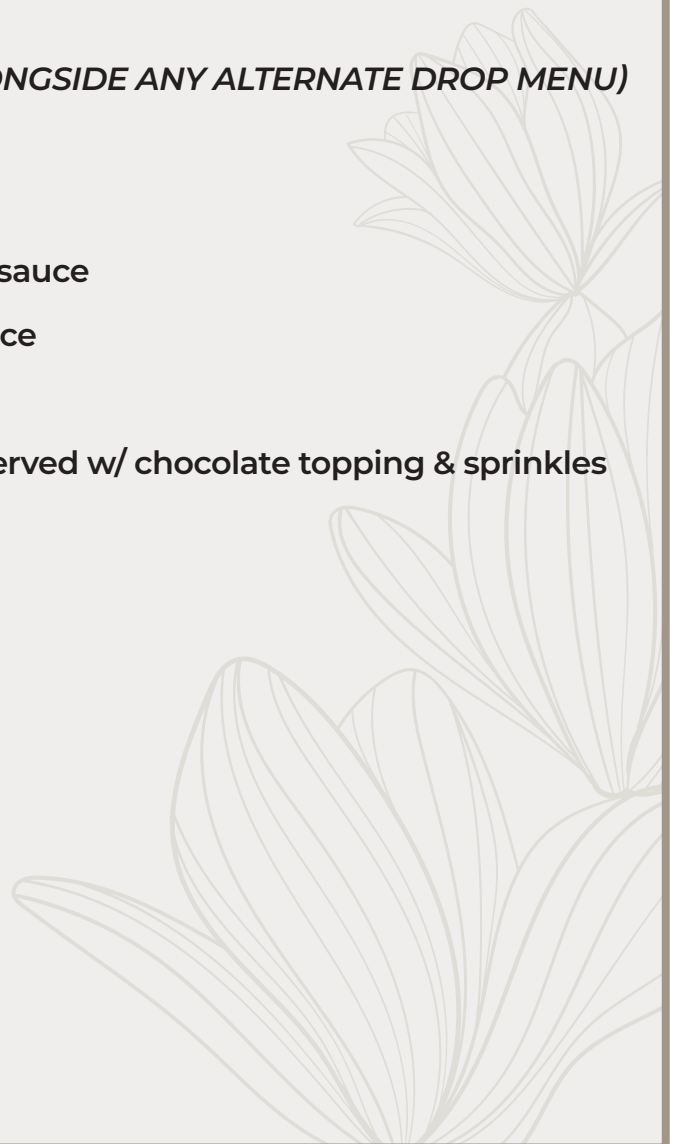 ONGSIDE ANY ALTERNATE DROP MENU)
sauce
ce
erved w/ chocolate topping & sprinkles